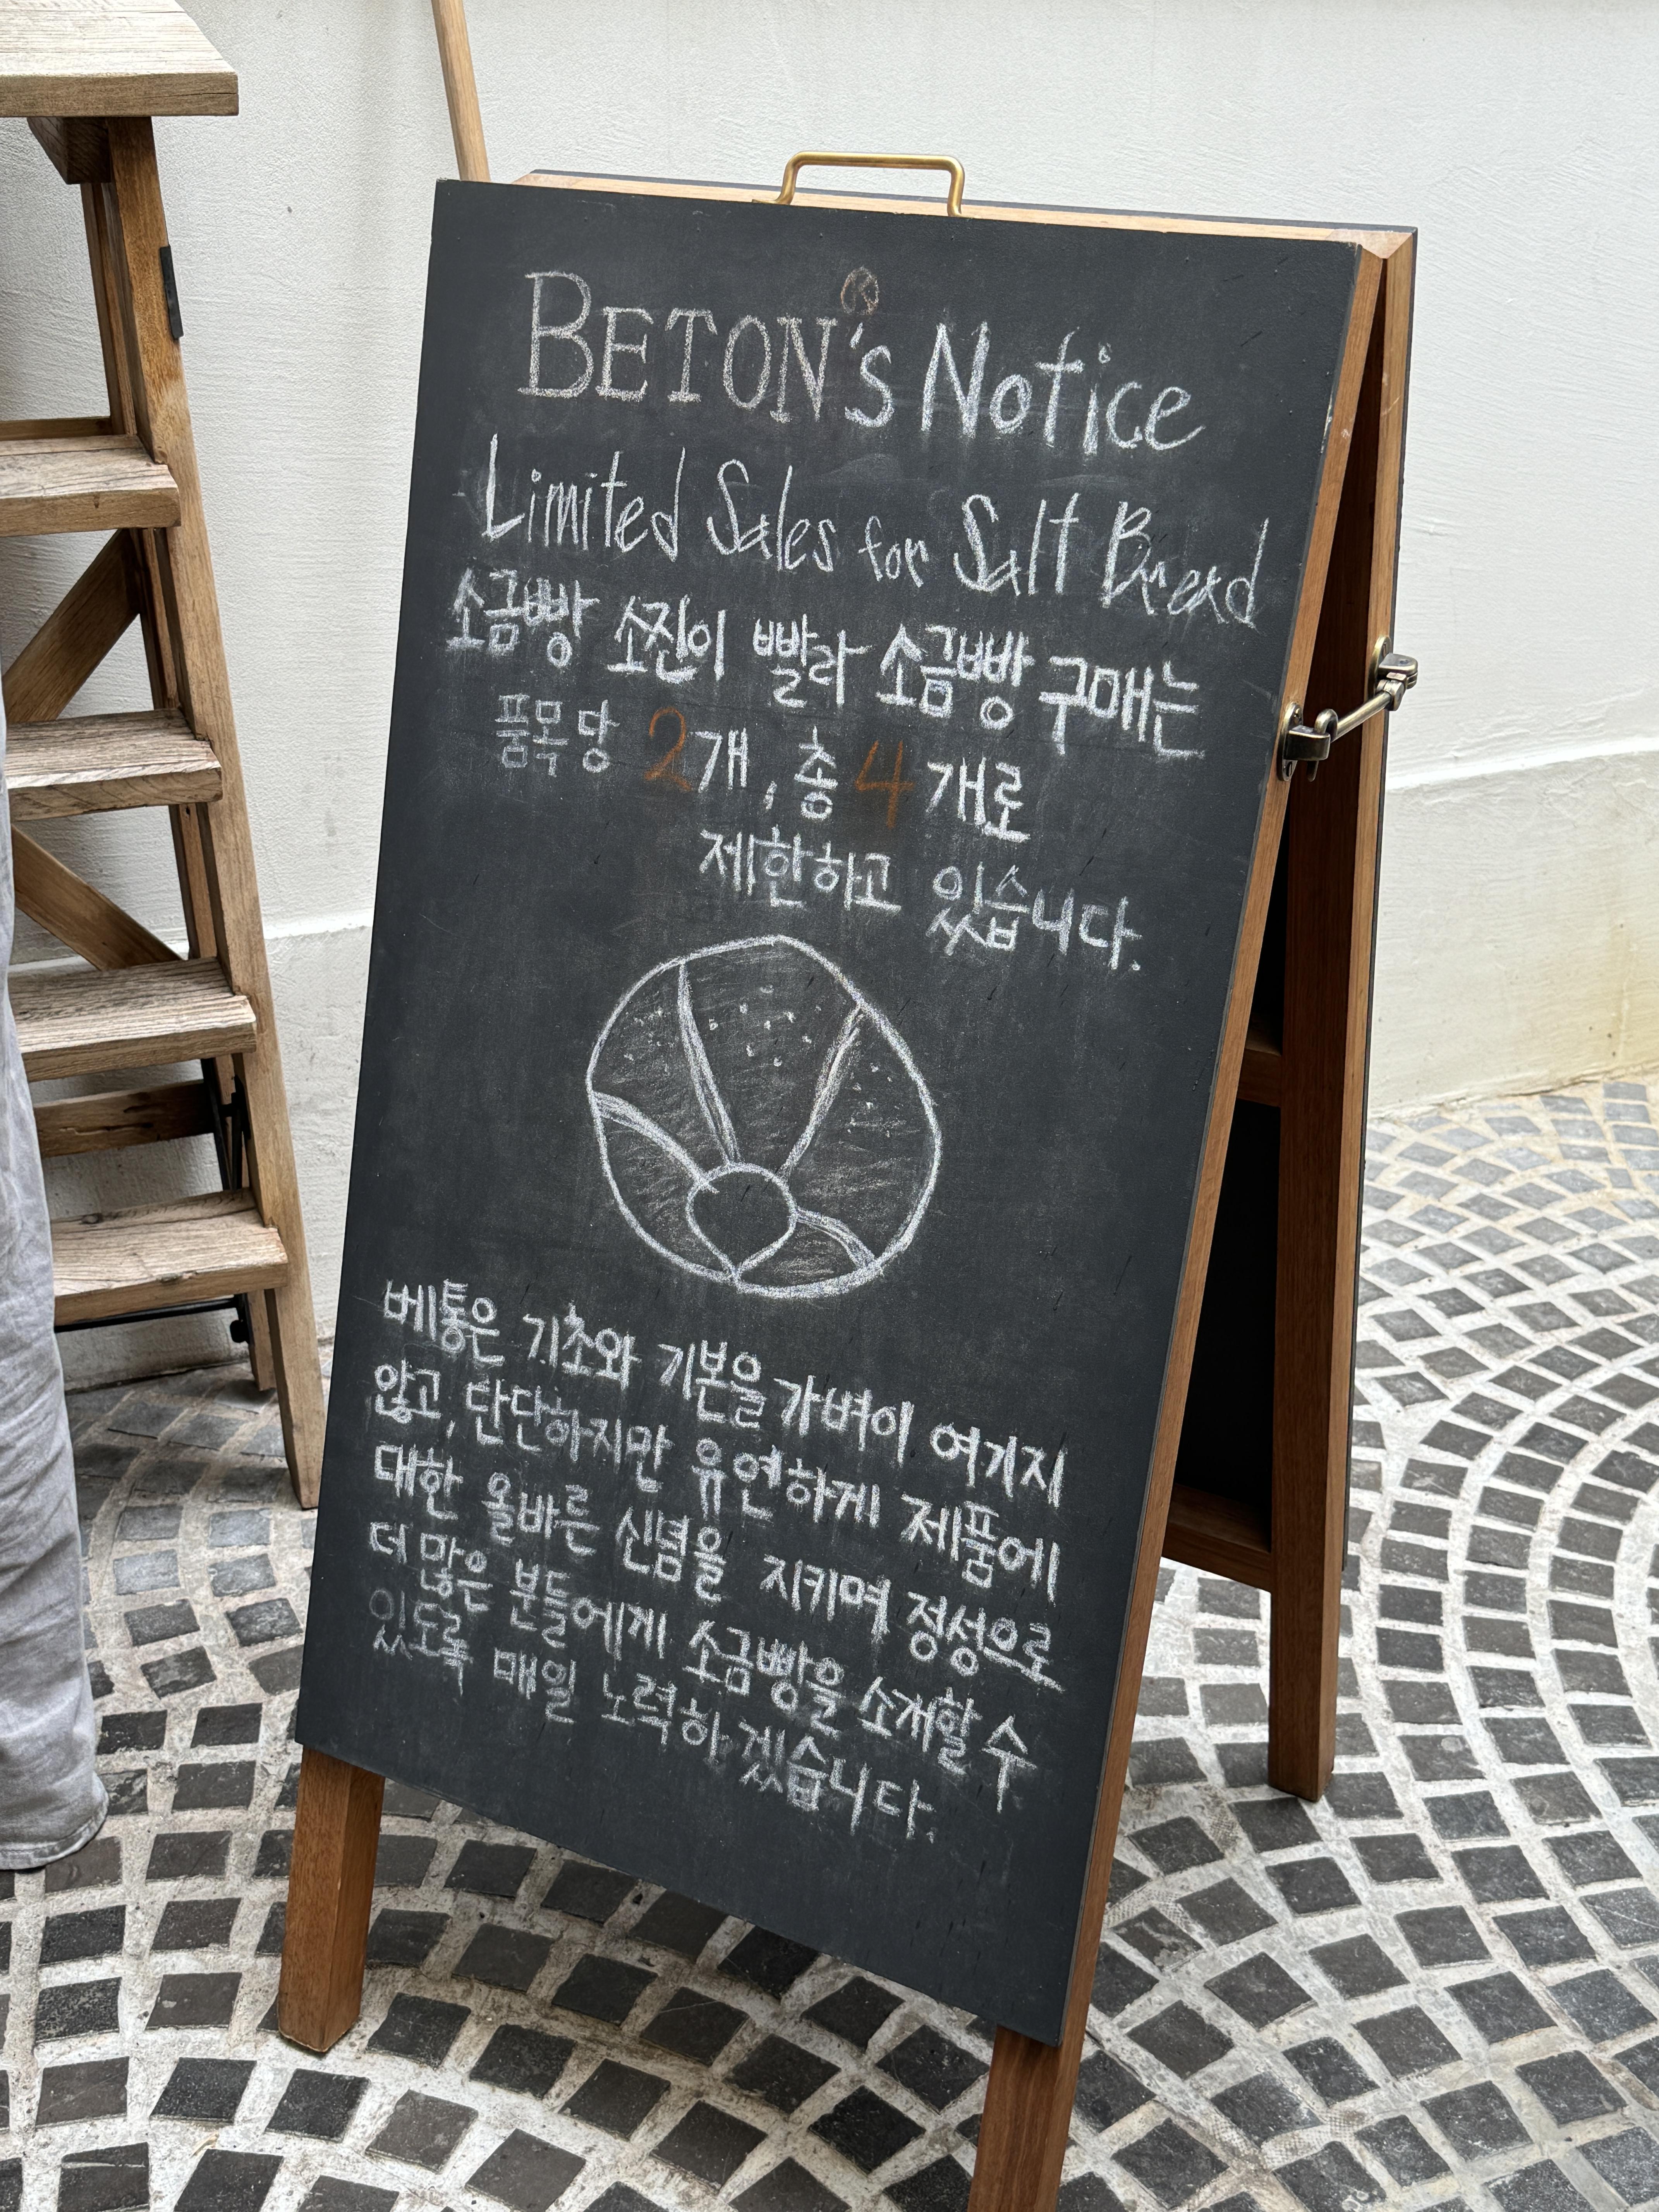 BETON's Notice
Limited Sales for Salt Bread
소금빵 소진이 빨라 소금빵 구매는
품목당 2개, 총 4개로
제한하고 있습니다.
베통은 기초와 기본을 가벼이 여기지
않고, 단단하지만 유연하게 제품에
대한 올바른 신념을 지키며 정성으로
더 많은 분들에게 소금빵을 소개할 수
있도록 매일 노력하겠습니다.